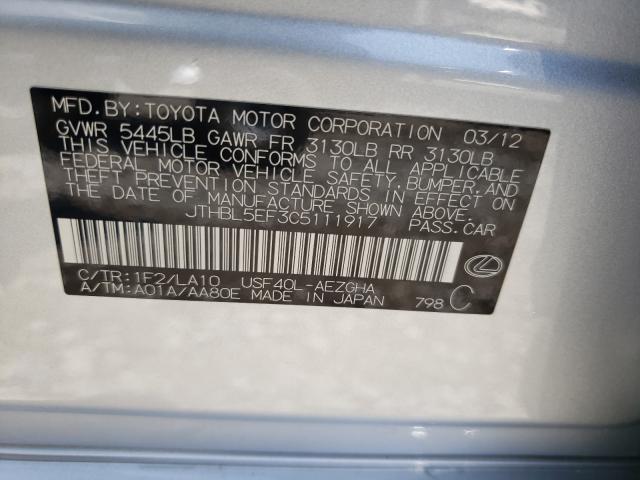 MFD.BY:TOYOTA MOTOR CORPORATION 03/12
GVWR 5445LB GAWR FR 3130LB RR 3130LB
THIS VEHICLE CONFORMS TO ALL APPLICABLE
FEDERAL MOTOR VEHICLE SAFETY,BUMPER,AND
THEFT PREVENTION STANDARDS IN EFFECT ON
THE DATE OF MANUFACTURE SHOWN ABOVE.
JTHBL5EF3C5111917 PASS.CAR
C/TR:1F2/LA10 USF40L-AEZGHA
A/TM:A01A/AA80E MADE IN JAPAN 798 C